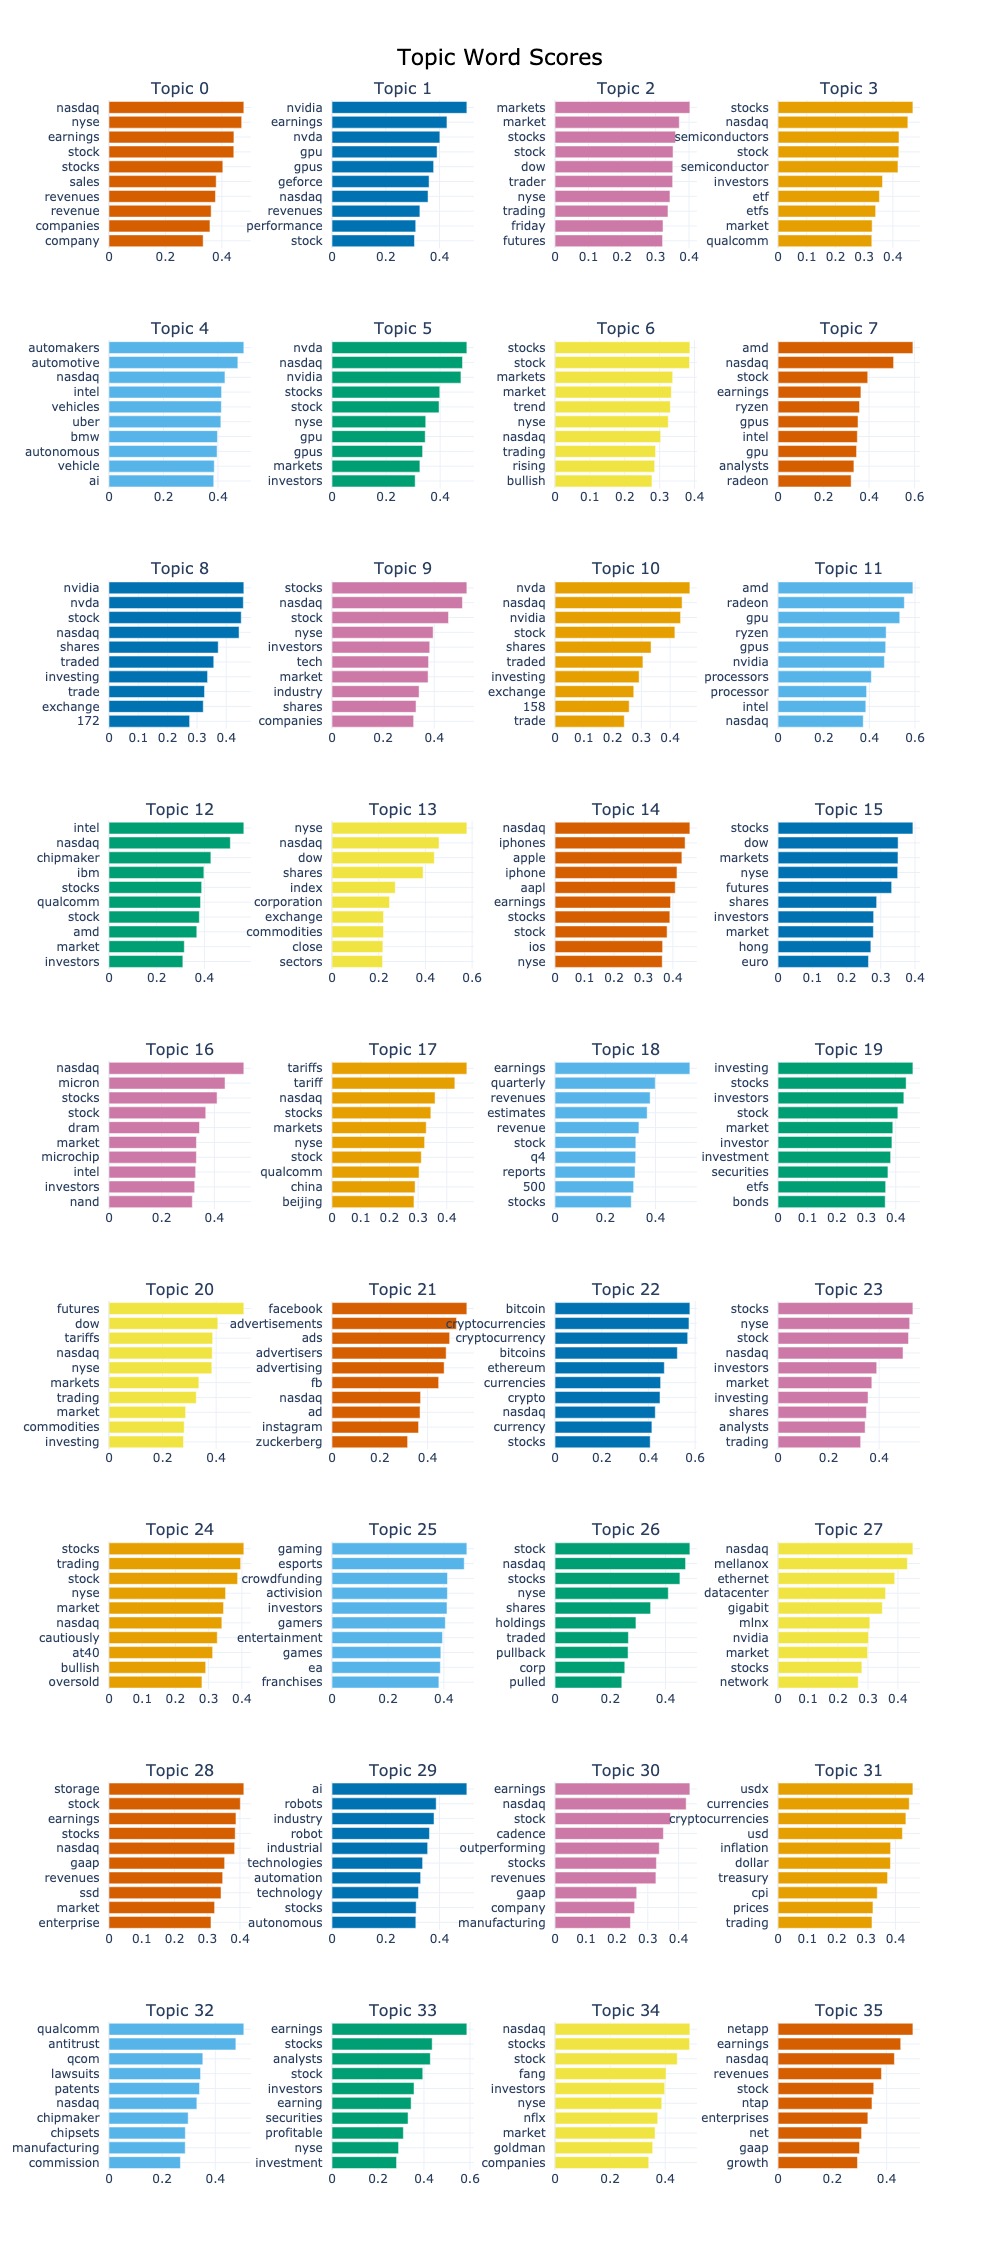 Topic Word Scores
Topic 0
nasdaq
nyse
earnings
stock
stocks
sales
revenues
revenue
companies
company
0 0.2 0.4
Topic 1
nvidia
earnings
nvda
gpu
gpus
geforce
nasdaq
revenues
performance
stock
0 0.2 0.4
Topic 2
markets
market
stocks
stock
dow
trader
nyse
trading
friday
futures
0 0.1 0.2 0.3 0.4
Topic 3
stocks
nasdaq
semiconductors
stock
semiconductor
investors
etf
etfs
market
qualcomm
0 0.1 0.2 0.3 0.4
Topic 4
automakers
automotive
nasdaq
intel
vehicles
uber
bmw
autonomous
vehicle
ai
0 0.2 0.4
Topic 5
nvda
nasdaq
nvidia
stocks
stock
nyse
gpu
gpus
markets
investors
0 0.2 0.4
Topic 6
stocks
stock
markets
market
trend
nyse
nasdaq
trading
rising
bullish
0 0.1 0.2 0.3 0.4
Topic 7
amd
nasdaq
stock
earnings
ryzen
gpus
intel
gpu
analysts
radeon
0 0.2 0.4 0.6
Topic 8
nvidia
nvda
stock
nasdaq
shares
traded
investing
trade
exchange
172
0 0.1 0.2 0.3 0.4
Topic 9
stocks
nasdaq
stock
nyse
investors
tech
market
industry
shares
companies
0 0.2 0.4
Topic 10
nvda
nasdaq
nvidia
stock
shares
traded
investing
exchange
158
trade
0 0.1 0.2 0.3 0.4
Topic 11
amd
radeon
gpu
ryzen
gpus
nvidia
processors
processor
intel
nasdaq
0 0.2 0.4 0.6
Topic 12
intel
nasdaq
chipmaker
ibm
stocks
qualcomm
stock
amd
market
investors
0 0.2 0.4
Topic 13
nyse
nasdaq
dow
shares
index
corporation
exchange
commodities
close
sectors
0 0.2 0.4 0.6
Topic 14
nasdaq
iphones
apple
iphone
aapl
earnings
stocks
stock
ios
nyse
0 0.1 0.2 0.3 0.4
Topic 15
stocks
dow
markets
nyse
futures
shares
investors
market
hong
euro
0 0.1 0.2 0.3 0.4
Topic 16
nasdaq
micron
stocks
stock
dram
market
microchip
intel
investors
nand
0 0.2 0.4
Topic 17
tariffs
tariff
nasdaq
stocks
markets
nyse
stock
qualcomm
china
beijing
0 0.1 0.2 0.3 0.4
Topic 18
earnings
quarterly
revenues
estimates
revenue
stock
q4
reports
500
stocks
0 0.2 0.4
Topic 19
investing
stocks
investors
stock
market
investor
investment
securities
etfs
bonds
0 0.1 0.2 0.3 0.4
Topic 20
futures
dow
tariffs
nasdaq
nyse
markets
trading
market
commodities
investing
0 0.2 0.4
Topic 21
facebook
advertisements
ads
advertisers
advertising
fb
nasdaq
ad
instagram
zuckerberg
0 0.2 0.4
Topic 22
bitcoin
cryptocurrencies
cryptocurrency
bitcoins
ethereum
currencies
crypto
nasdaq
currency
stocks
0 0.2 0.4 0.6
Topic 23
stocks
nyse
stock
nasdaq
investors
market
investing
shares
analysts
trading
0 0.2 0.4
Topic 24
stocks
trading
stock
nyse
market
nasdaq
cautiously
at40
bullish
oversold
0 0.1 0.2 0.3 0.4
Topic 25
gaming
esports
crowdfunding
activision
investors
gamers
entertainment
games
ea
franchises
0 0.2 0.4
Topic 26
stock
nasdaq
stocks
nyse
shares
holdings
traded
pullback
corp
pulled
0 0.2 0.4
Topic 27
nasdaq
mellanox
ethernet
datacenter
gigabit
mlnx
nvidia
market
stocks
network
0 0.1 0.2 0.3 0.4
Topic 28
storage
stock
earnings
stocks
nasdaq
gaap
revenues
ssd
market
enterprise
0 0.1 0.2 0.3 0.4
Topic 29
ai
robots
industry
robot
industrial
technologies
automation
technology
stocks
autonomous
0 0.2 0.4
Topic 30
earnings
nasdaq
stock
cadence
outperforming
stocks
revenues
gaap
company
manufacturing
0 0.1 0.2 0.3 0.4
Topic 31
usdx
currencies
cryptocurrencies
usd
inflation
dollar
treasury
cpi
prices
trading
0 0.1 0.2 0.3 0.4
Topic 32
qualcomm
antitrust
qcom
lawsuits
patents
nasdaq
chipmaker
chipsets
manufacturing
commission
0 0.2 0.4
Topic 33
earnings
stocks
analysts
stock
investors
earning
securities
profitable
nyse
investment
0 0.2 0.4 0.6
Topic 34
nasdaq
stocks
stock
fang
investors
nyse
nflx
market
goldman
companies
0 0.2 0.4
Topic 35
netapp
earnings
nasdaq
revenues
stock
ntap
enterprises
net
gaap
growth
0 0.2 0.4